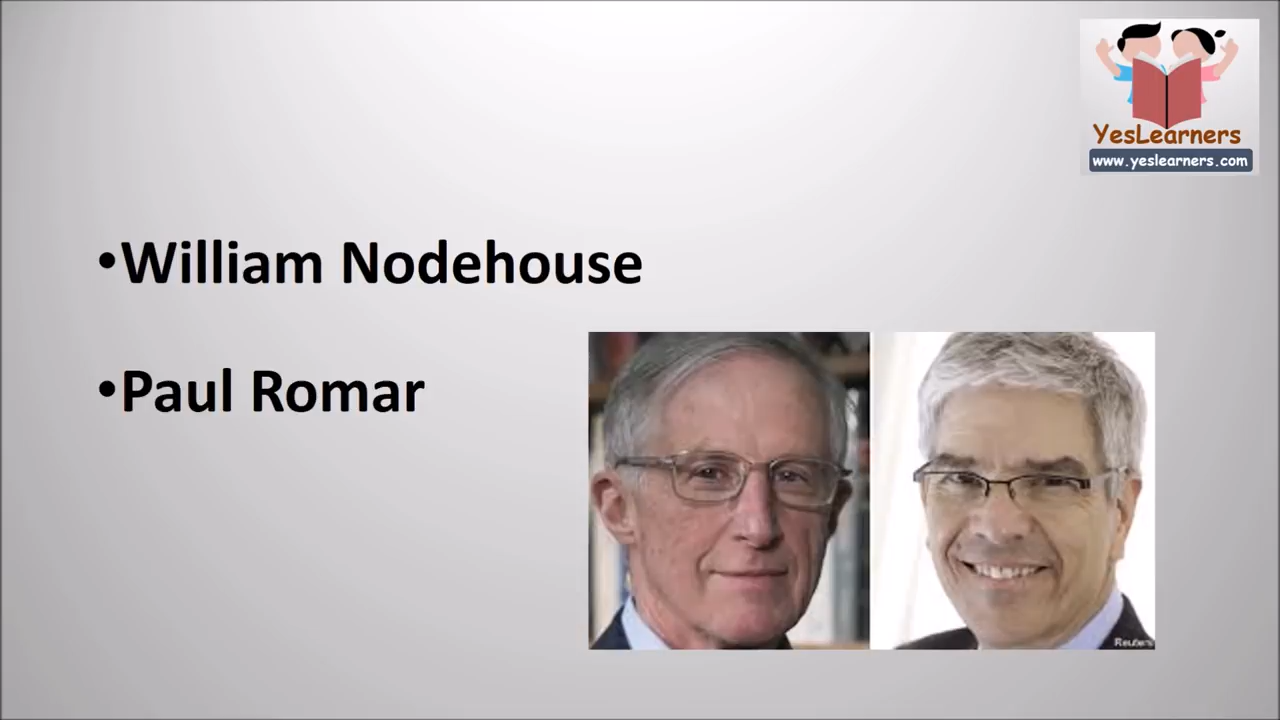 YesLearners
www.yeslearners.com
•William Nodehouse
•Paul Romar
Reuters